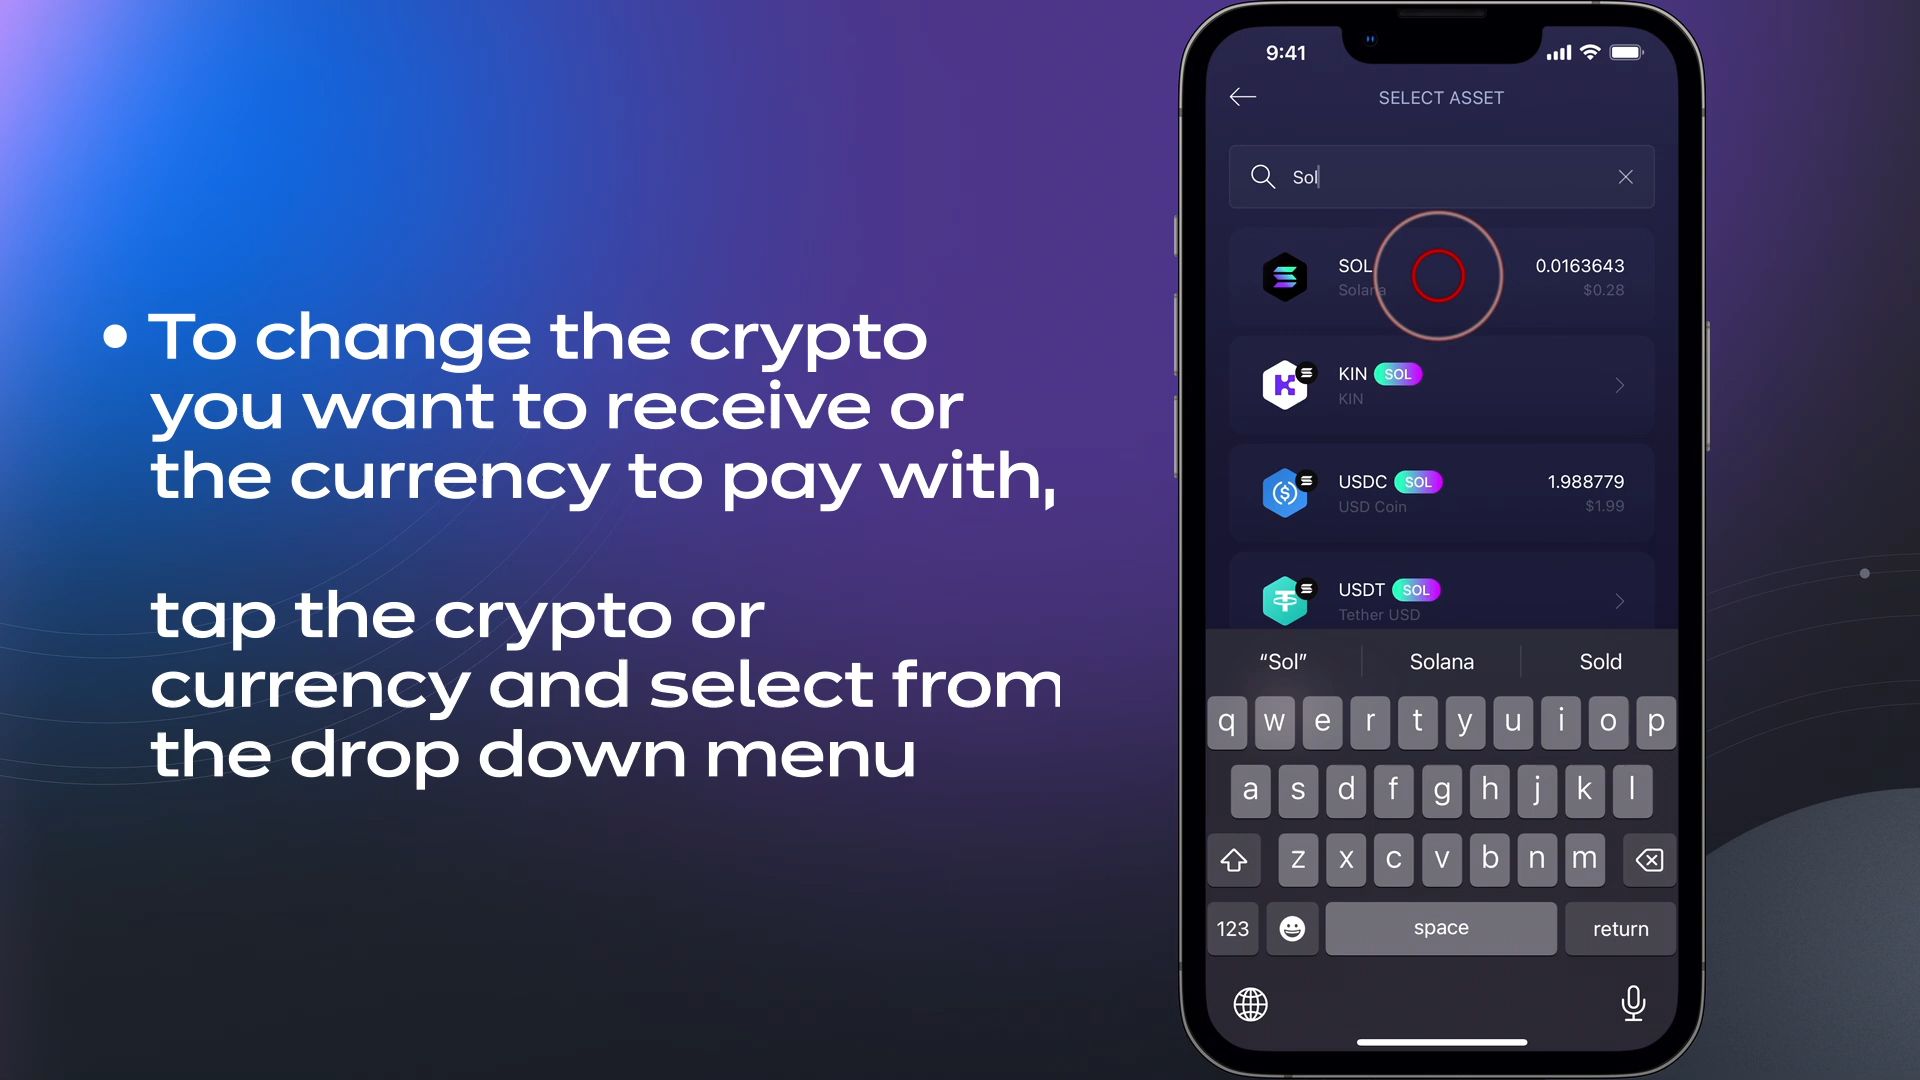 • To change the crypto
you want to receive or
the currency to pay with,
tap the crypto or
currency and select from
the drop down menu
9:41
SELECT ASSET
Sol
SOL 0.0163643
Solana $0.28
KIN SOL
KIN
USDC SOL 1.988779
USD Coin $1.99
USDT SOL
Tether USD
“Sol” Solana Sold
q w e r t y u i o p
a s d f g h j k l
z x c v b n m
123 space return